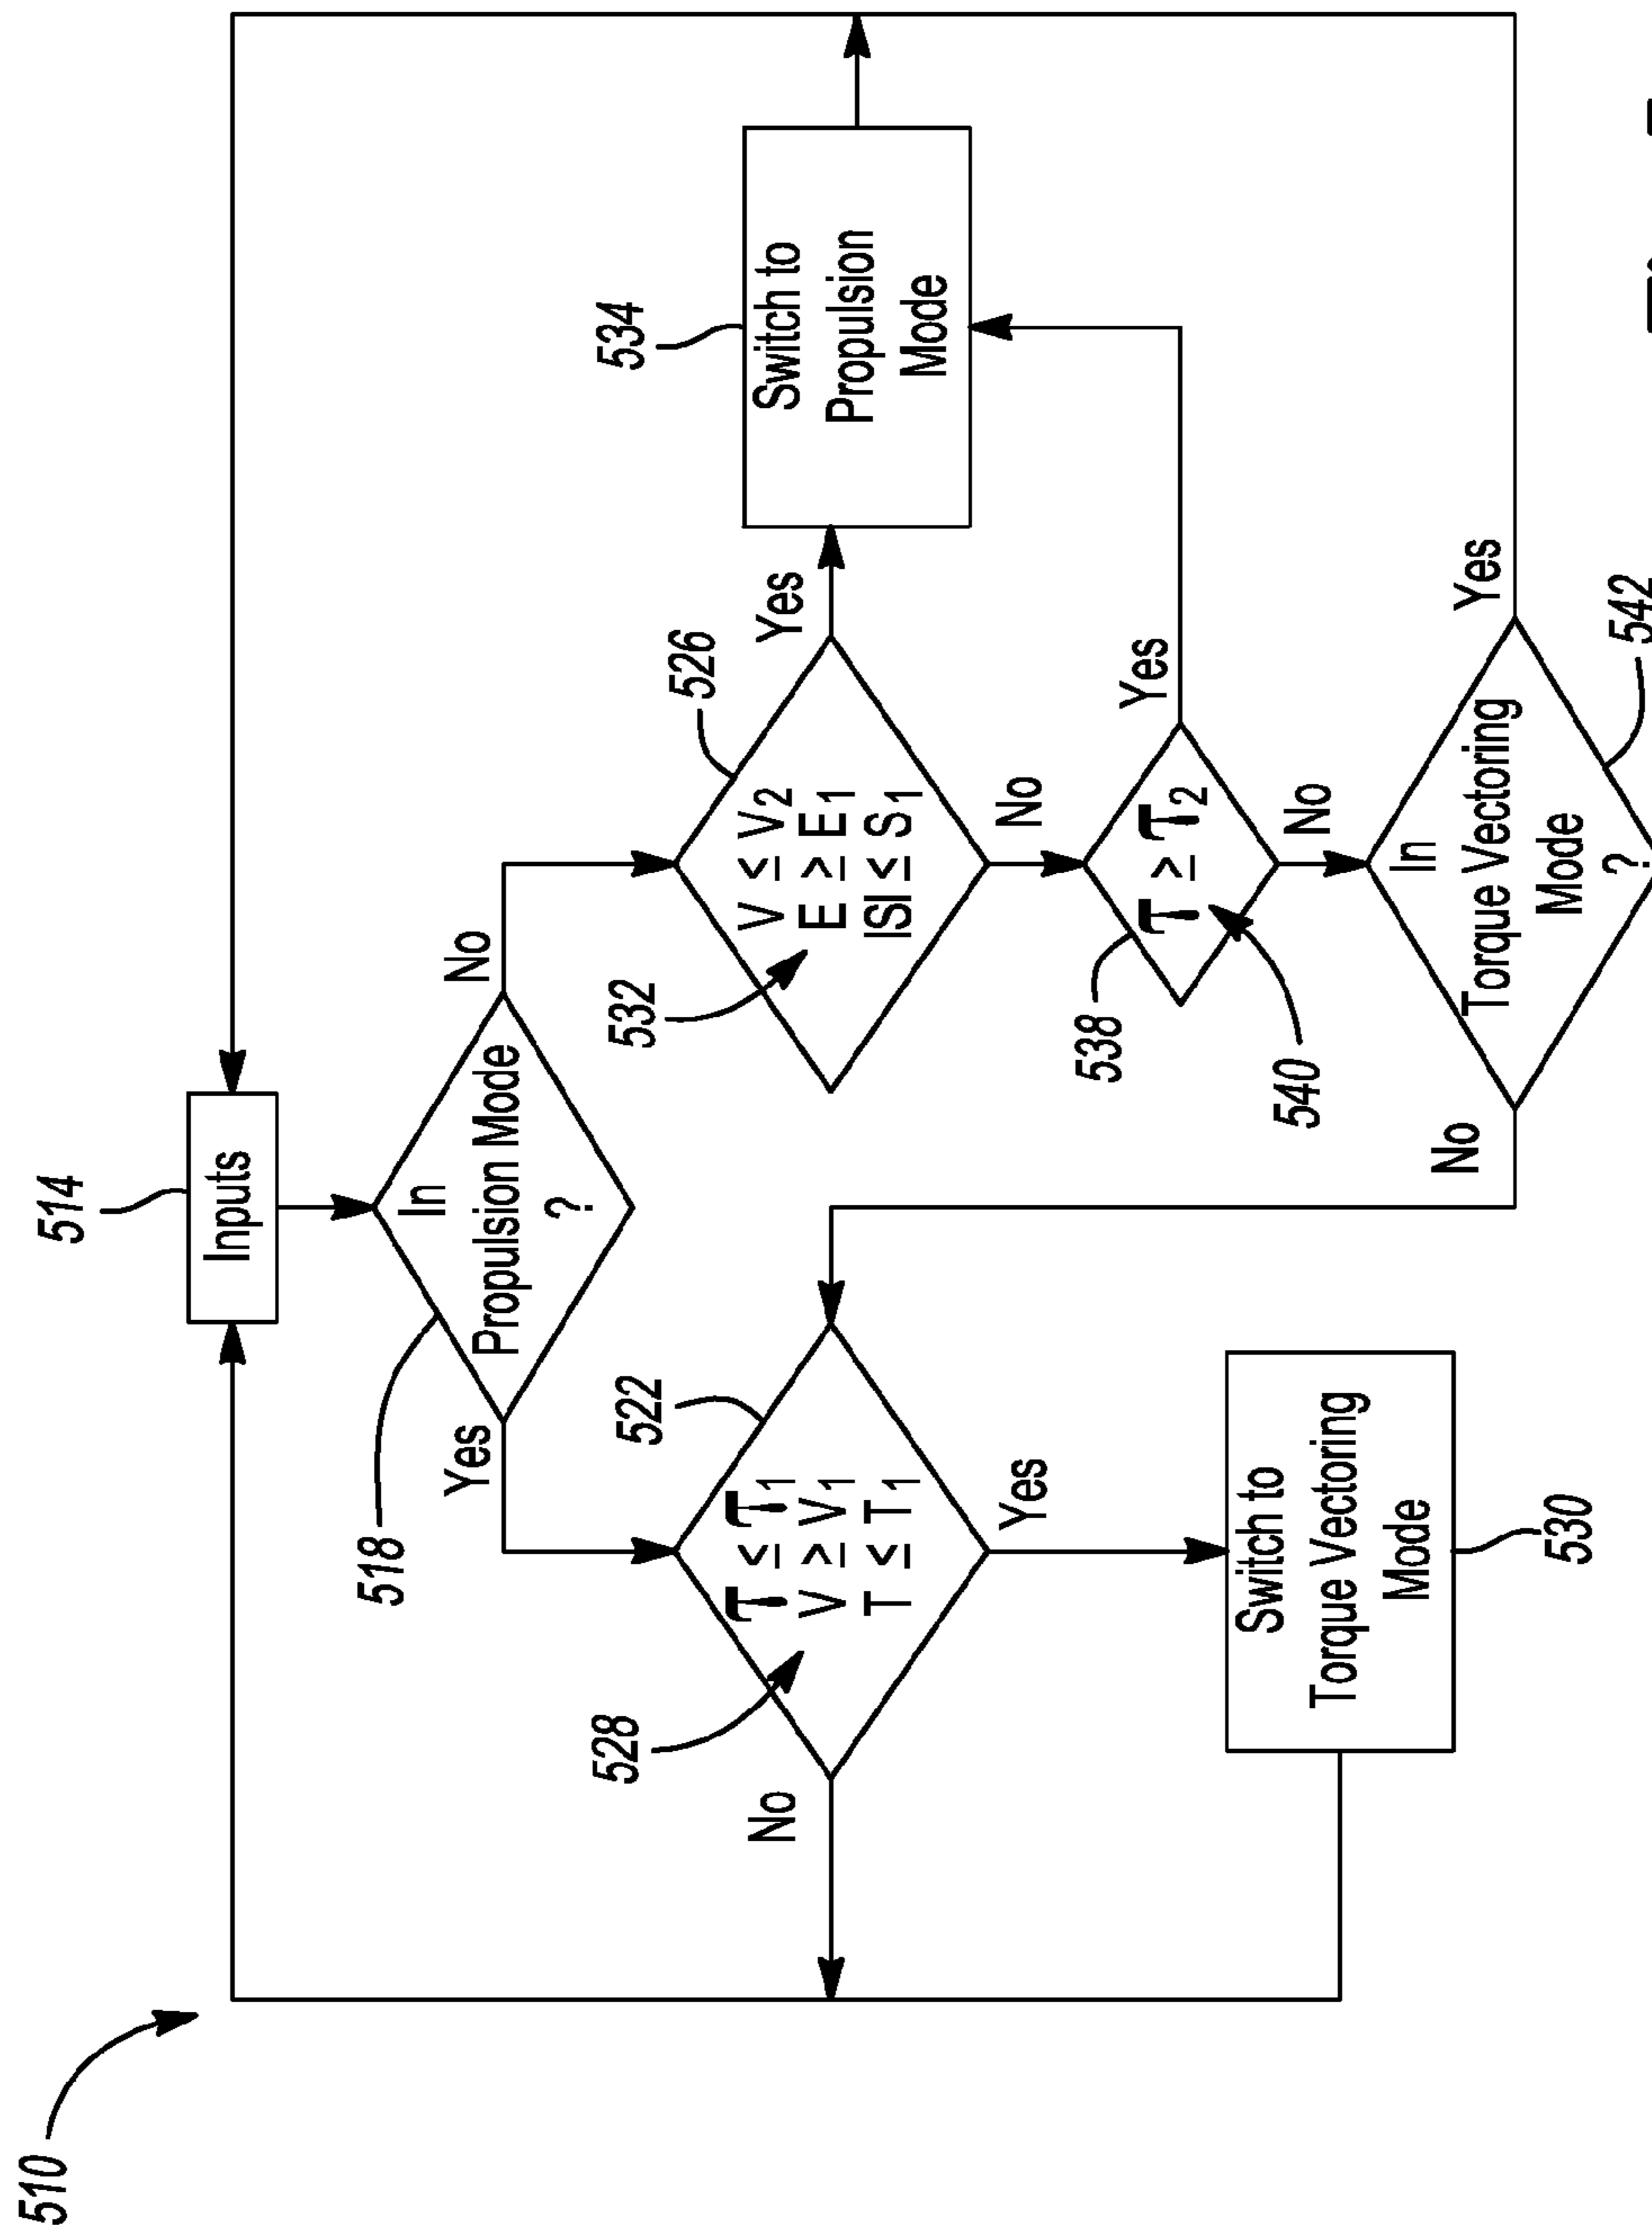 510
514
Inputs
518
In
Propulsion Mode
?
Yes
No
522
528
τ ≤ τ1
V ≥ V1
T ≤ T1
No
Yes
Switch to
Torque Vectoring
Mode
530
526
532
V ≤ V2
E ≥ E1
ISI ≤ S1
Yes
No
534
Switch to
Propulsion
Mode
538
τ ≥ τ2
540
Yes
No
In
Torque Vectoring
Mode
?
542
No
Yes